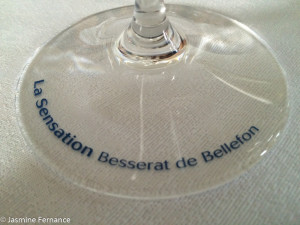 La Sensation Besserat de Bellefon
© Jasmine Fernance